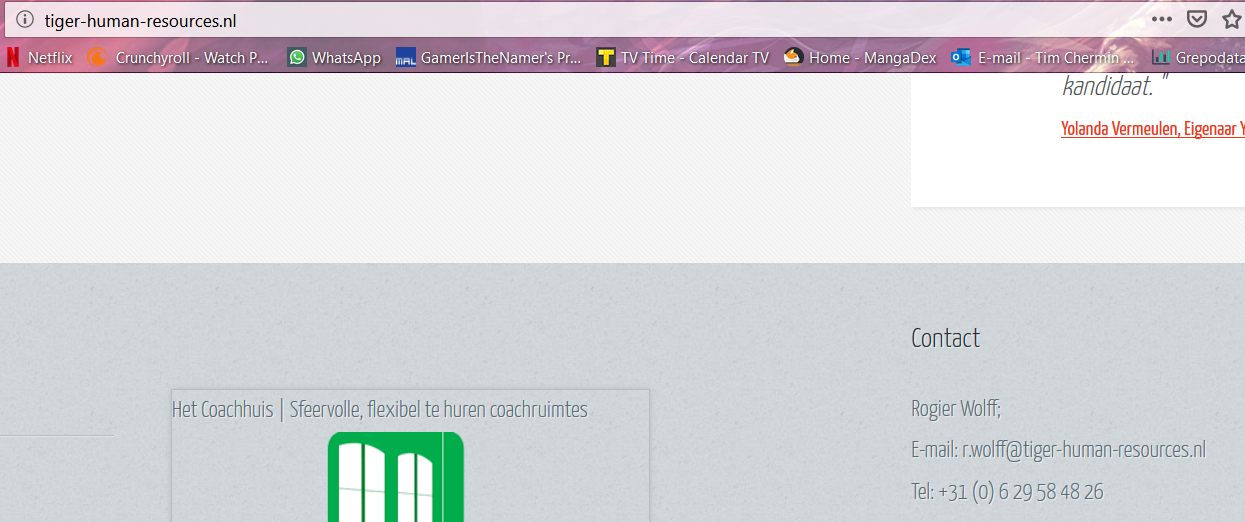 tiger-human-resources.nl
Netflix
Crunchyroll - Watch P...
WhatsApp
MAL
GamerIsTheNamer's Pr...
TV Time - Calendar TV
Home - MangaDex
E-mail - Tim Chermin ...
Grepodata
kandidaat. "
Yolanda Vermeulen, Eigenaar Y
Contact
Het Coachhuis | Sfeervolle, flexibel te huren coachruimtes
Rogier Wolff;
E-mail: r.wolff@tiger-human-resources.nl
Tel: +31 (0) 6 29 58 48 26